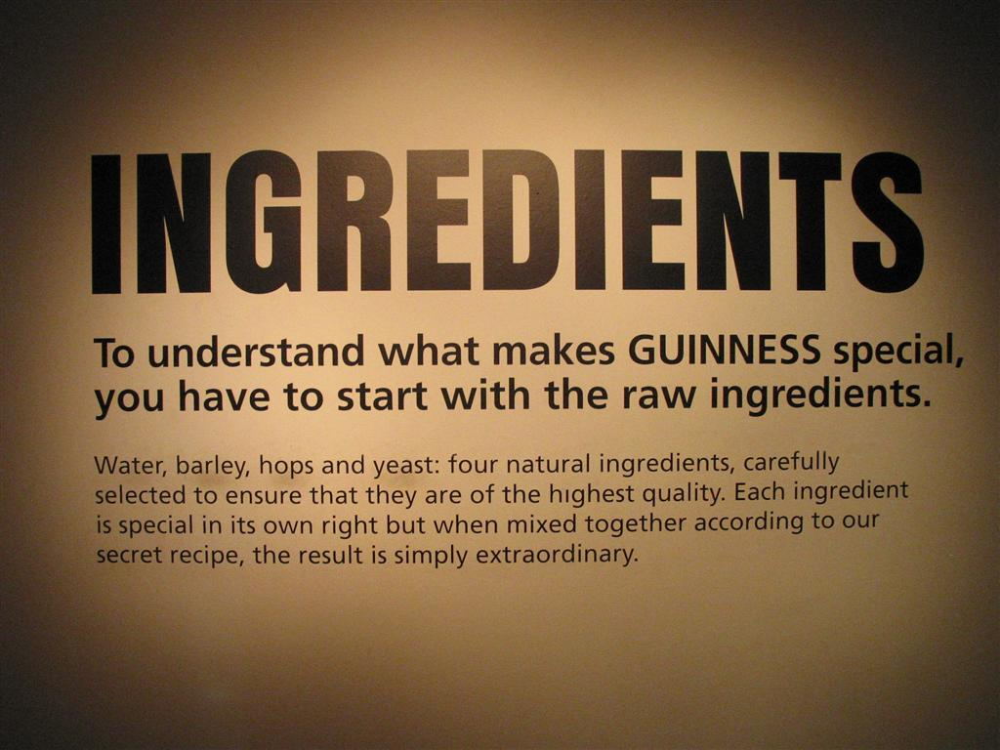 INGREDIENTS
To understand what makes GUINNESS special,
you have to start with the raw ingredients.
Water, barley, hops and yeast: four natural ingredients, carefully
selected to ensure that they are of the highest quality. Each ingredient
is special in its own right but when mixed together according to our
secret recipe, the result is simply extraordinary.